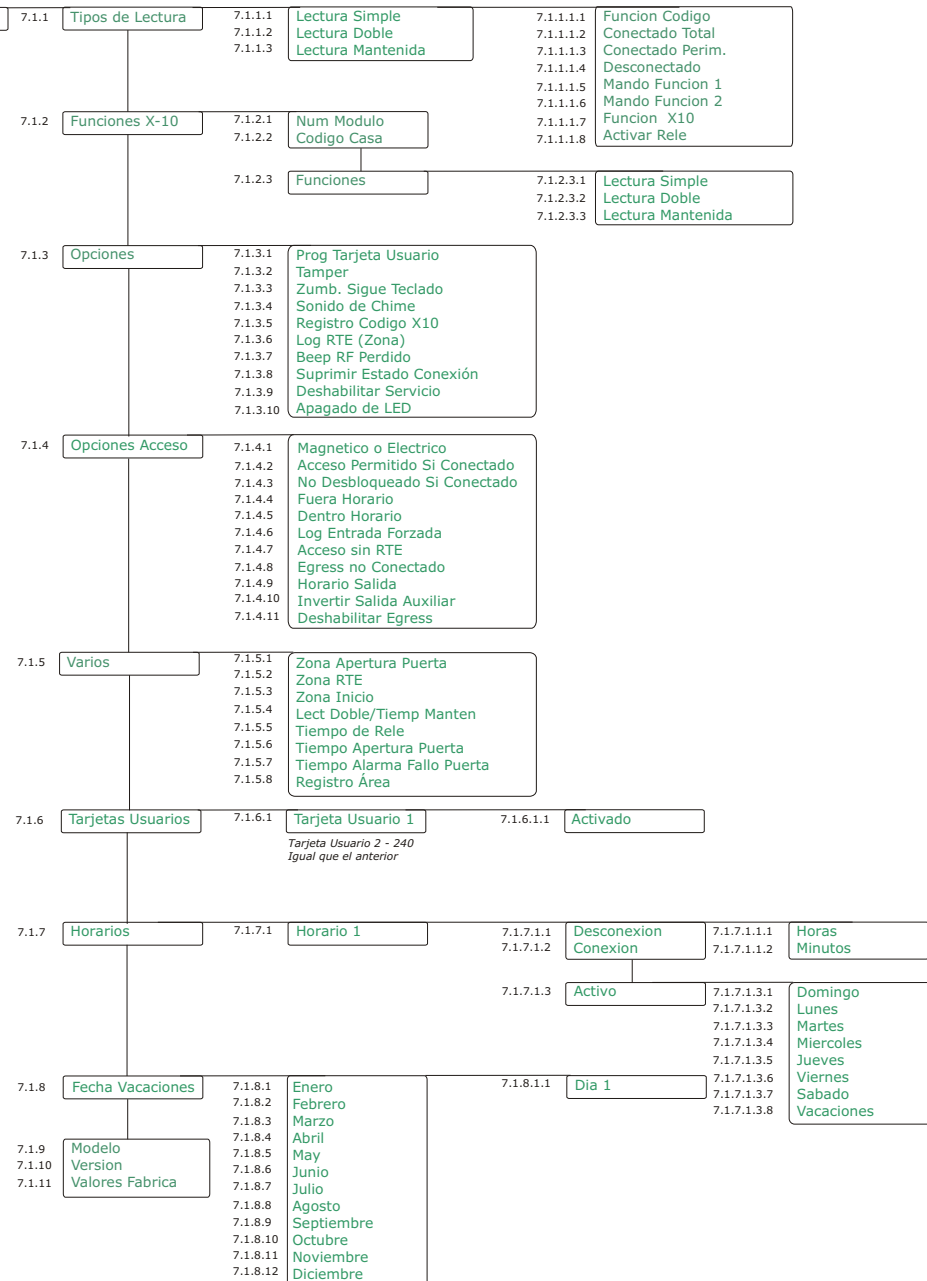 7.1.1 Tipos de Lectura
7.1.1.1 Lectura Simple
7.1.1.2 Lectura Doble
7.1.1.3 Lectura Mantenida
7.1.1.1.1 Funcion Codigo
7.1.1.1.2 Conectado Total
7.1.1.1.3 Conectado Perim.
7.1.1.1.4 Desconectado
7.1.1.1.5 Mando Funcion 1
7.1.1.1.6 Mando Funcion 2
7.1.1.1.7 Funcion X10
7.1.1.1.8 Activar Rele
7.1.2 Funciones X-10
7.1.2.1 Num Modulo
7.1.2.2 Codigo Casa
7.1.2.3 Funciones
7.1.2.3.1 Lectura Simple
7.1.2.3.2 Lectura Doble
7.1.2.3.3 Lectura Mantenida
7.1.3 Opciones
7.1.3.1 Prog Tarjeta Usuario
7.1.3.2 Tamper
7.1.3.3 Zumb. Sigue Teclado
7.1.3.4 Sonido de Chime
7.1.3.5 Registro Codigo X10
7.1.3.6 Log RTE (Zona)
7.1.3.7 Beep RF Perdido
7.1.3.8 Suprimir Estado Conexión
7.1.3.9 Deshabilitar Servicio
7.1.3.10 Apagado de LED
7.1.4 Opciones Acceso
7.1.4.1 Magnetico o Electrico
7.1.4.2 Acceso Permitido Si Conectado
7.1.4.3 No Desbloqueado Si Conectado
7.1.4.4 Fuera Horario
7.1.4.5 Dentro Horario
7.1.4.6 Log Entrada Forzada
7.1.4.7 Acceso sin RTE
7.1.4.8 Egress no Conectado
7.1.4.9 Horario Salida
7.1.4.10 Invertir Salida Auxiliar
7.1.4.11 Deshabilitar Egress
7.1.5 Varios
7.1.5.1 Zona Apertura Puerta
7.1.5.2 Zona RTE
7.1.5.3 Zona Inicio
7.1.5.4 Lect Doble/Tiemp Manten
7.1.5.5 Tiempo de Rele
7.1.5.6 Tiempo Apertura Puerta
7.1.5.7 Tiempo Alarma Fallo Puerta
7.1.5.8 Registro Área
7.1.6 Tarjetas Usuarios
7.1.6.1 Tarjeta Usuario 1
Tarjeta Usuario 2 - 240
Igual que el anterior
7.1.6.1.1 Activado
7.1.7 Horarios
7.1.7.1 Horario 1
7.1.7.1.1 Desconexion
7.1.7.1.2 Conexion
7.1.7.1.1.1 Horas
7.1.7.1.1.2 Minutos
7.1.7.1.3 Activo
7.1.7.1.3.1 Domingo
7.1.7.1.3.2 Lunes
7.1.7.1.3.3 Martes
7.1.7.1.3.4 Miercoles
7.1.7.1.3.5 Jueves
7.1.7.1.3.6 Viernes
7.1.7.1.3.7 Sabado
7.1.7.1.3.8 Vacaciones
7.1.8 Fecha Vacaciones
7.1.8.1 Enero
7.1.8.2 Febrero
7.1.8.3 Marzo
7.1.8.4 Abril
7.1.8.5 May
7.1.8.6 Junio
7.1.8.7 Julio
7.1.8.8 Agosto
7.1.8.9 Septiembre
7.1.8.10 Octubre
7.1.8.11 Noviembre
7.1.8.12 Diciembre
7.1.8.1.1 Dia 1
7.1.9 Modelo
7.1.10 Version
7.1.11 Valores Fabrica